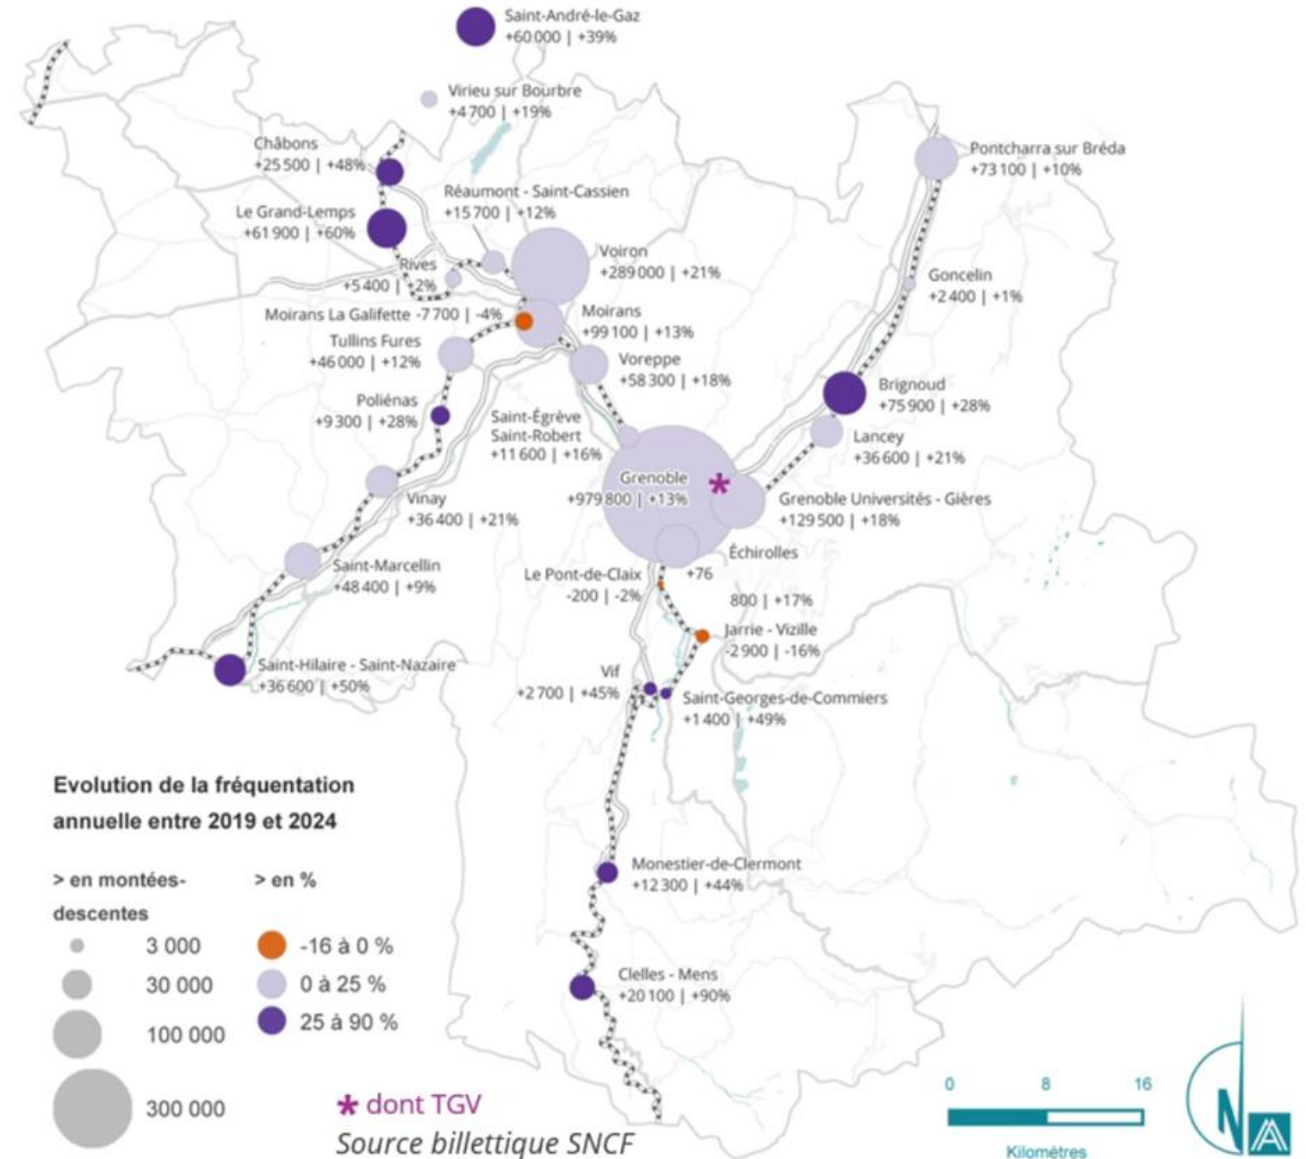 Saint-André-le-Gaz
+60 000 | +39%
Virieu sur Bourbre
+4 700 | +19%
Châbons
+25 500 | +48%
Pontcharra sur Bréda
+73 100 | +10%
Réaumont - Saint-Cassien
+15 700 | +12%
Le Grand-Lemps
+61 900 | +60%
Voiron
+289 000 | +21%
Rives
+5 400 | +2%
Goncelin
+2 400 | +1%
Moirans La Galifette -7 700 | -4%
Moirans
+99 100 | +13%
Tullins Fures
+46 000 | +12%
Voreppe
+58 300 | +18%
Brignoud
+75 900 | +28%
Poliénas
+9 300 | +28%
Saint-Égrève
Saint-Robert
+11 600 | +16%
Lancey
+36 600 | +21%
Grenoble
+979 800 | +13%
*
Vinay
+36 400 | +21%
Grenoble Universités - Gières
+129 500 | +18%
Échirolles
+76
800 | +17%
Saint-Marcellin
+48 400 | +9%
Le Pont-de-Claix
-200 | -2%
Jarrie - Vizille
-2 900 | -16%
Saint-Hilaire - Saint-Nazaire
+36 600 | +50%
Vif
+2 700 | +45%
Saint-Georges-de-Commiers
+1 400 | +49%
Monestier-de-Clermont
+12 300 | +44%
Clelles - Mens
+20 100 | +90%
Evolution de la fréquentation
annuelle entre 2019 et 2024
> en montées-
descentes
3 000
30 000
100 000
300 000
> en %
-16 à 0 %
0 à 25 %
25 à 90 %
* dont TGV
Source billettique SNCF
0 8 16
Kilomètres
N